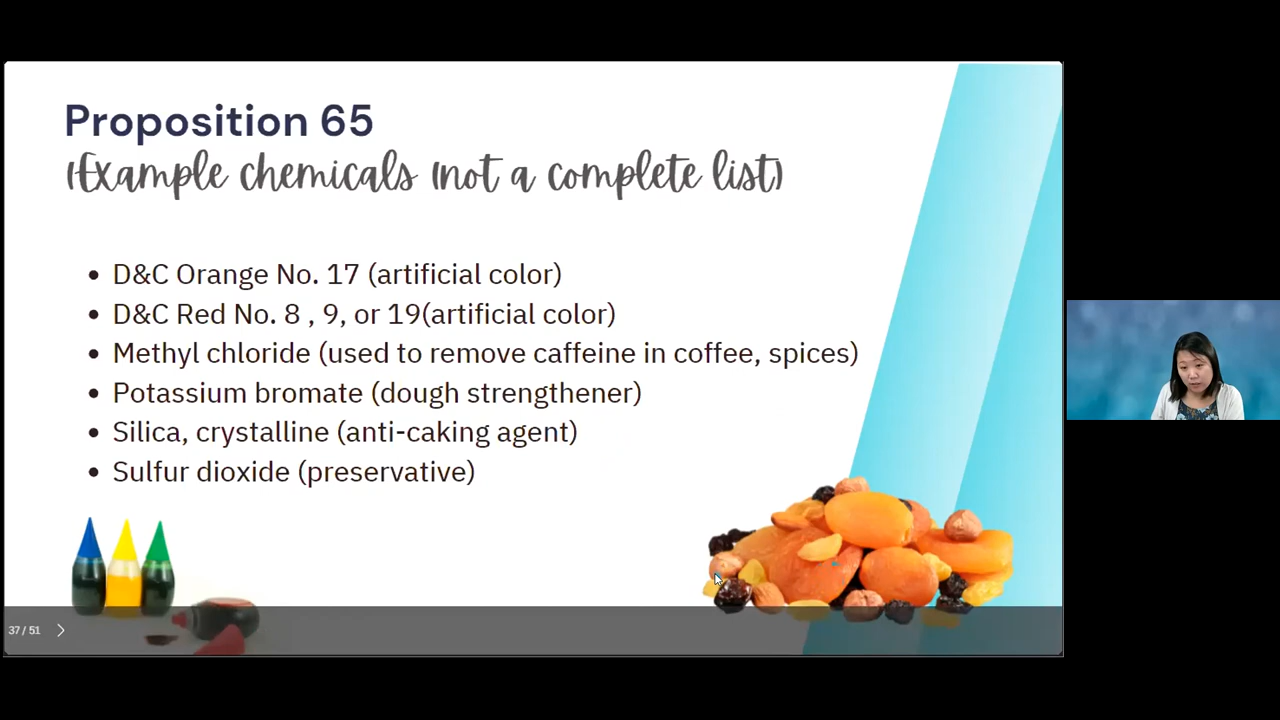 Proposition 65
(Example chemicals (not a complete list)
• D&C Orange No. 17 (artificial color)
• D&C Red No. 8 , 9, or 19(artificial color)
• Methyl chloride (used to remove caffeine in coffee, spices)
• Potassium bromate (dough strengthener)
• Silica, crystalline (anti-caking agent)
• Sulfur dioxide (preservative)
37 / 51